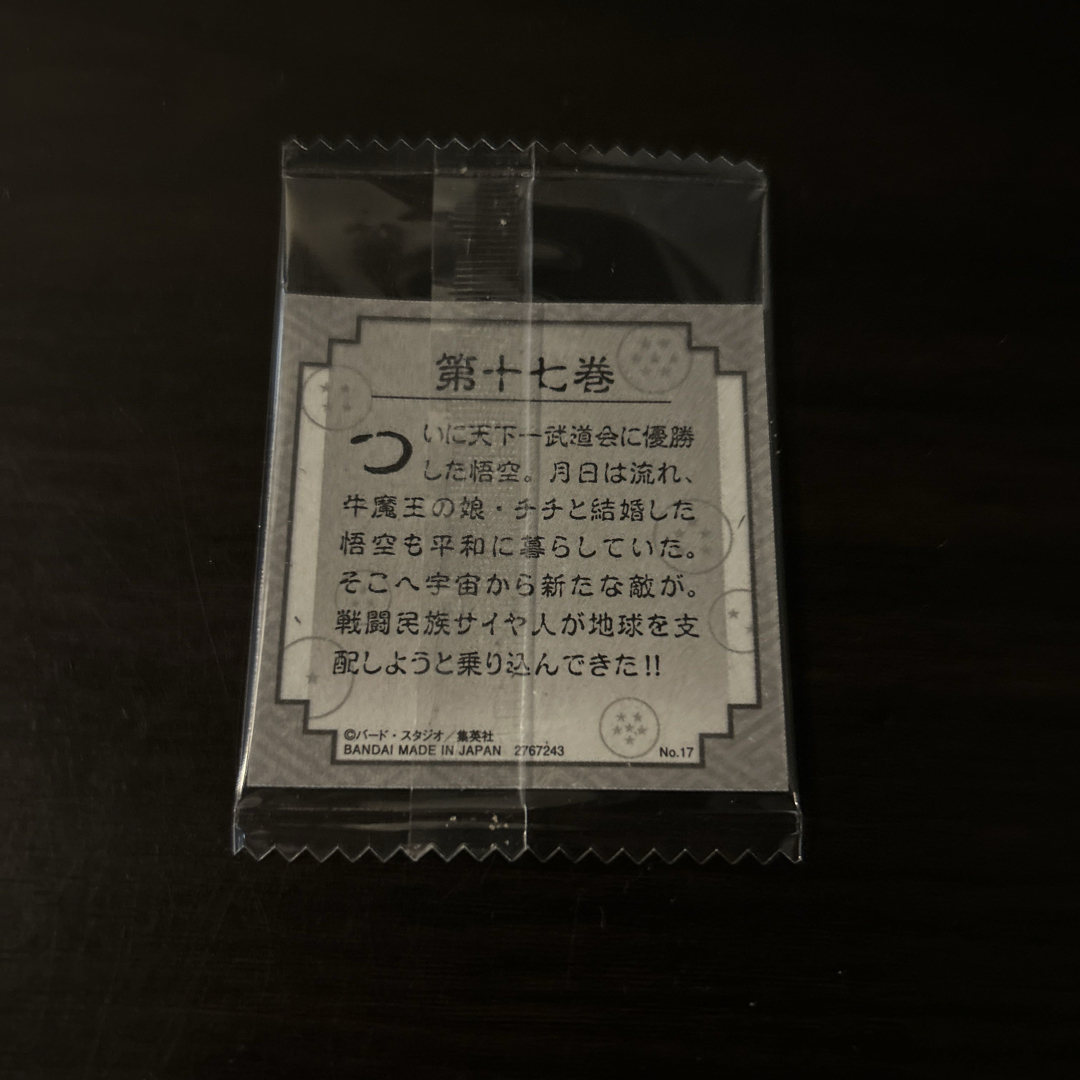 第十七巻
ついに天下一武道会に優勝
した悟空。月日は流れ、
牛魔王の娘・チチと結婚した
悟空も平和に暮らしていた。
そこへ宇宙から新たな敵が。
戦闘民族サイヤ人が地球を支
配しようと乗り込んできた!!
©バード・スタジオ／集英社
BANDAI MADE IN JAPAN 2767243 No.17